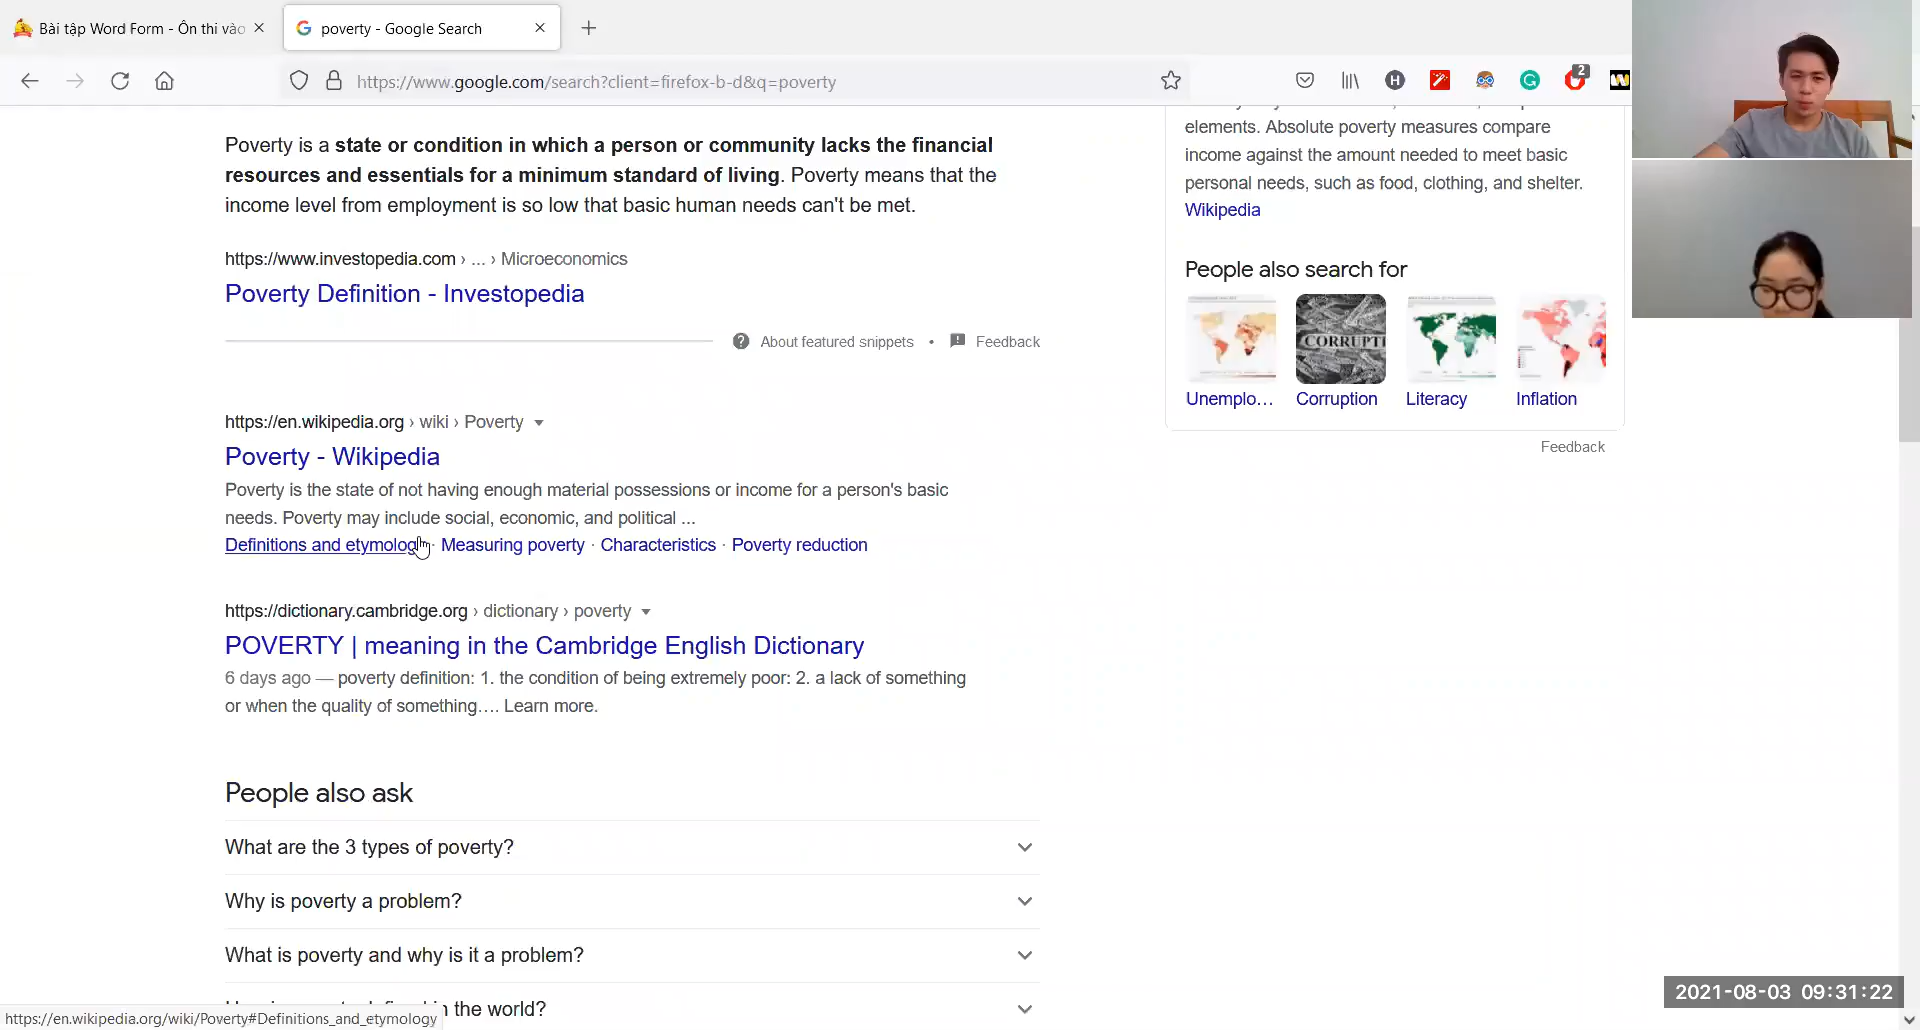 Bài tập Word Form - Ôn thi vào
poverty - Google Search
https://www.google.com/search?client=firefox-b-d&q=poverty
2
Poverty is a state or condition in which a person or community lacks the financial
resources and essentials for a minimum standard of living. Poverty means that the
income level from employment is so low that basic human needs can't be met.
https://www.investopedia.com › ... › Microeconomics
Poverty Definition - Investopedia
About featured snippets • Feedback
https://en.wikipedia.org › wiki › Poverty
Poverty - Wikipedia
Poverty is the state of not having enough material possessions or income for a person's basic
needs. Poverty may include social, economic, and political ...
Definitions and etymology · Measuring poverty · Characteristics · Poverty reduction
https://dictionary.cambridge.org › dictionary › poverty
POVERTY | meaning in the Cambridge English Dictionary
6 days ago — poverty definition: 1. the condition of being extremely poor: 2. a lack of something
or when the quality of something…. Learn more.
People also ask
What are the 3 types of poverty?
Why is poverty a problem?
What is poverty and why is it a problem?
in the world?
https://en.wikipedia.org/wiki/Poverty#Definitions_and_etymology
elements. Absolute poverty measures compare
income against the amount needed to meet basic
personal needs, such as food, clothing, and shelter.
Wikipedia
People also search for
CORRUPTI
Unemplo...
Corruption
Literacy
Inflation
Feedback
2021-08-03 09:31:22